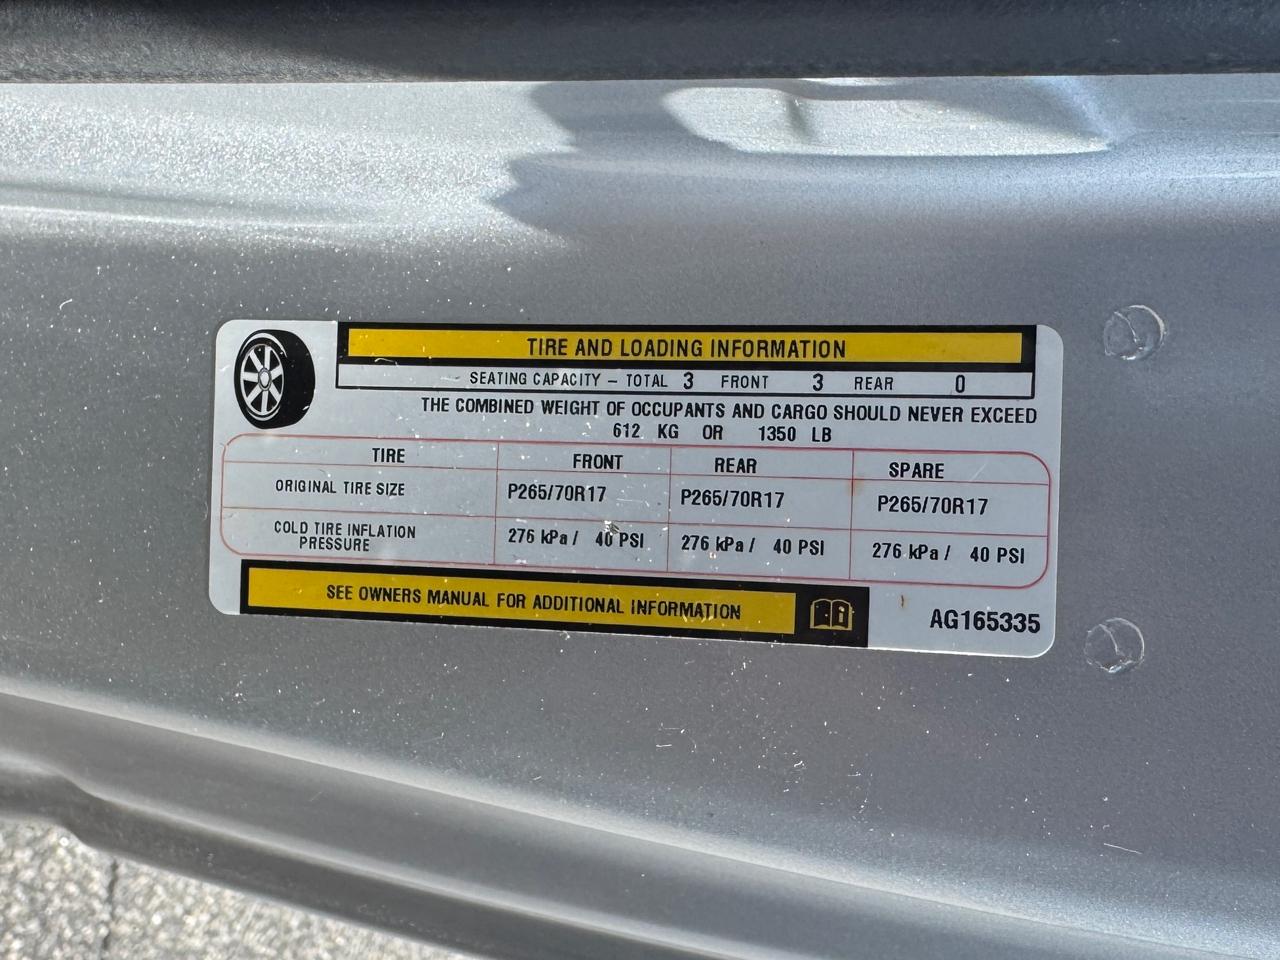 TIRE AND LOADING INFORMATION
SEATING CAPACITY – TOTAL 3 FRONT 3 REAR 0
THE COMBINED WEIGHT OF OCCUPANTS AND CARGO SHOULD NEVER EXCEED
612 KG OR 1350 LB
TIRE FRONT REAR SPARE
ORIGINAL TIRE SIZE P265/70R17 P265/70R17 P265/70R17
COLD TIRE INFLATION
PRESSURE 276 kPa / 40 PSI 276 kPa / 40 PSI 276 kPa / 40 PSI
SEE OWNERS MANUAL FOR ADDITIONAL INFORMATION
AG165335